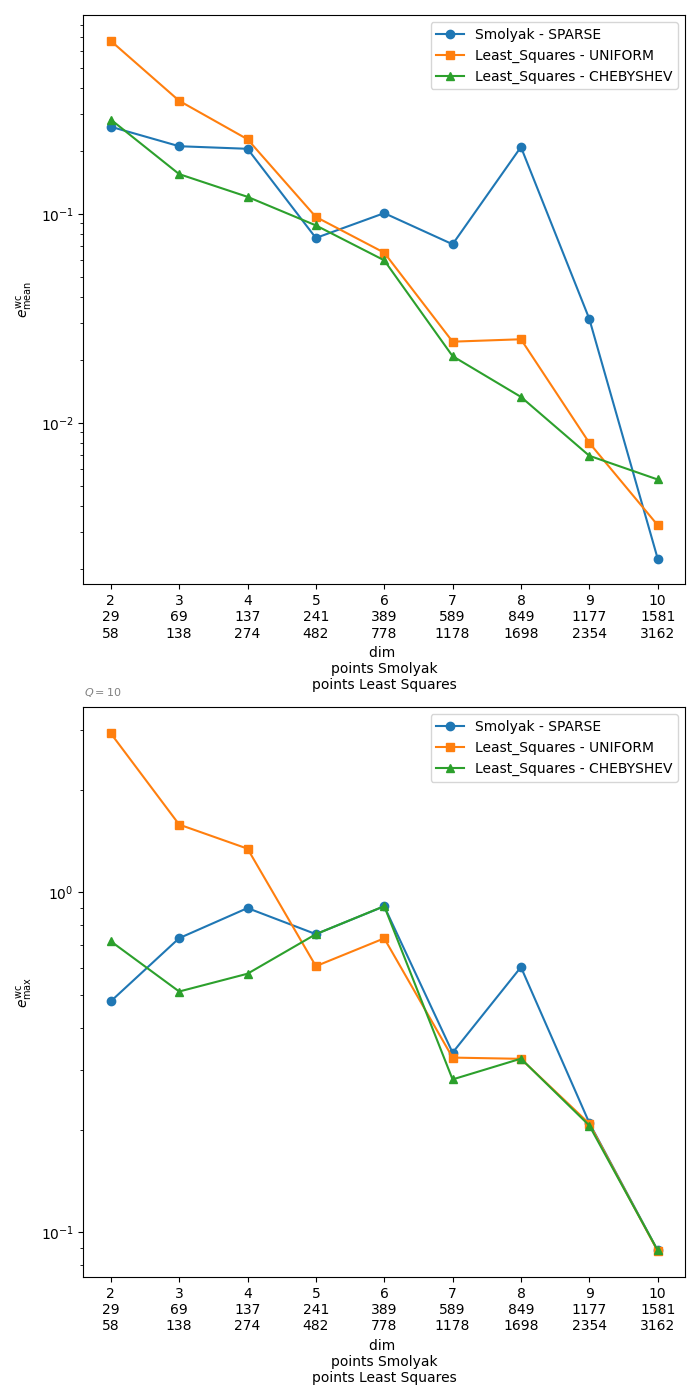 Smolyak - SPARSE
Least_Squares - UNIFORM
Least_Squares - CHEBYSHEV
10⁻¹
10⁻²
e^wc_mean
2 3 4 5 6 7 8 9 10
29 69 137 241 389 589 849 1177 1581
58 138 274 482 778 1178 1698 2354 3162
dim
points Smolyak
points Least Squares
Q = 10
Smolyak - SPARSE
Least_Squares - UNIFORM
Least_Squares - CHEBYSHEV
10⁰
10⁻¹
e^wc_max
2 3 4 5 6 7 8 9 10
29 69 137 241 389 589 849 1177 1581
58 138 274 482 778 1178 1698 2354 3162
dim
points Smolyak
points Least Squares